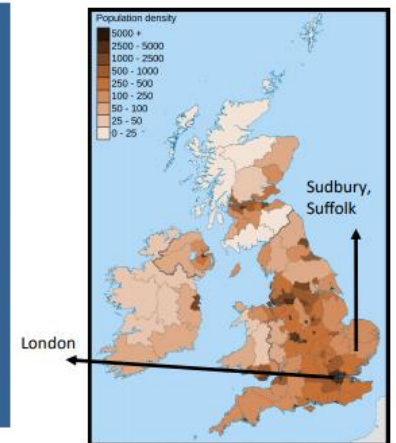 Population density
5000 +
2500 - 5000
1000 - 2500
500 - 1000
250 - 500
100 - 250
50 - 100
25 - 50
0 - 25
Sudbury,
Suffolk
London